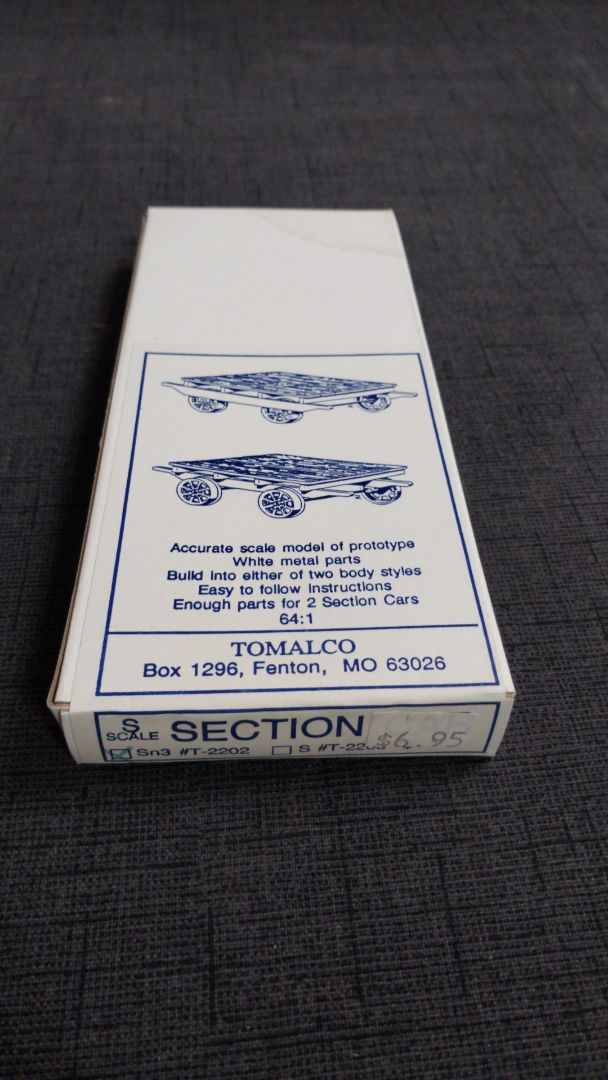 Accurate scale model of prototype
White metal parts
Build into either of two body styles
Easy to follow instructions
Enough parts for 2 Section Cars
64:1
TOMALCO
Box 1296, Fenton, MO 63026
S
SCALE SECTION
$6.95
Sn3 #T-2202 S